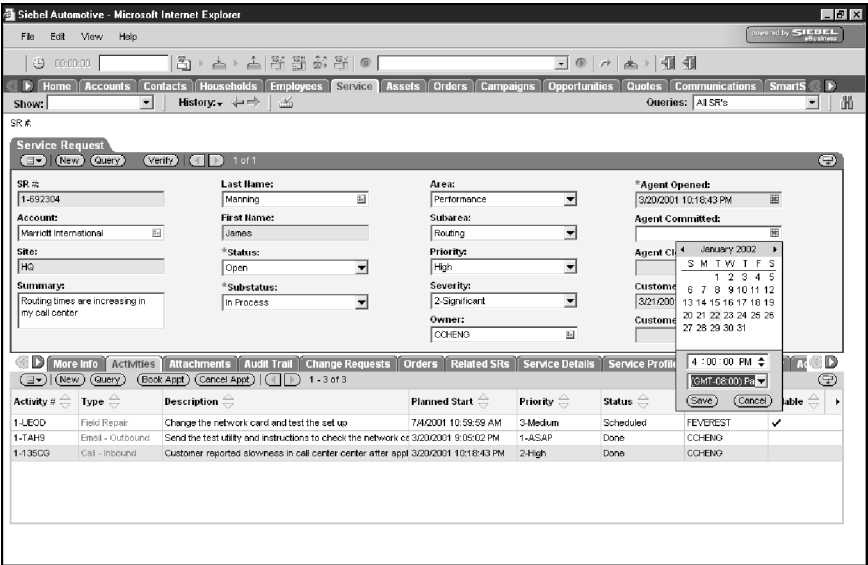 Siebel Automotive - Microsoft Internet Explorer
File Edit View Help
powered by SIEBEL eBusiness
00:00:00
Home Accounts Contacts Households Employees Service Assets Orders Campaigns Opportunities Quotes Communications SmartS
Show: History: Queries: All SR's
SR #:
Service Request
New Query Verify 1 of 1
SR #: Last Name: Area: *Agent Opened:
1-692304 Manning Performance 3/20/2001 10:18:43 PM
Account: First Name: Subarea: Agent Committed:
Marriott International James Routing
Site: *Status: Priority: Agent Cl
HQ Open High
January 2002
S M T W T F S
1 2 3 4 5
6 7 8 9 10 11 12
13 14 15 16 17 18 19
20 21 22 23 24 25 26
27 28 29 30 31
Summary: *Substatus: Severity: Custome
Routing times are increasing in my call center In Process 2-Significant 3/21/200
Owner: Custome
CCHENG
4 :00 :00 PM
(GMT-08:00) Pa
Save Cancel
More Info Activities Attachments Audit Trail Change Requests Orders Related SRs Service Details Service Profile
New Query Book Appt Cancel Appt 1 - 3 of 3
Activity # Type Description Planned Start Priority Status lable
1-UEQD Field Repair Change the network card and test the set up 7/4/2001 10:59:59 AM 3-Medium Scheduled FEVEREST
1-TAH9 Email - Outbound Send the test utility and instructions to check the network ca 3/20/2001 9:05:02 PM 1-ASAP Done CCHENG
1-135CG Call - Inbound Customer reported slowness in call center center after appl 3/20/2001 10:18:43 PM 2-High Done CCHENG